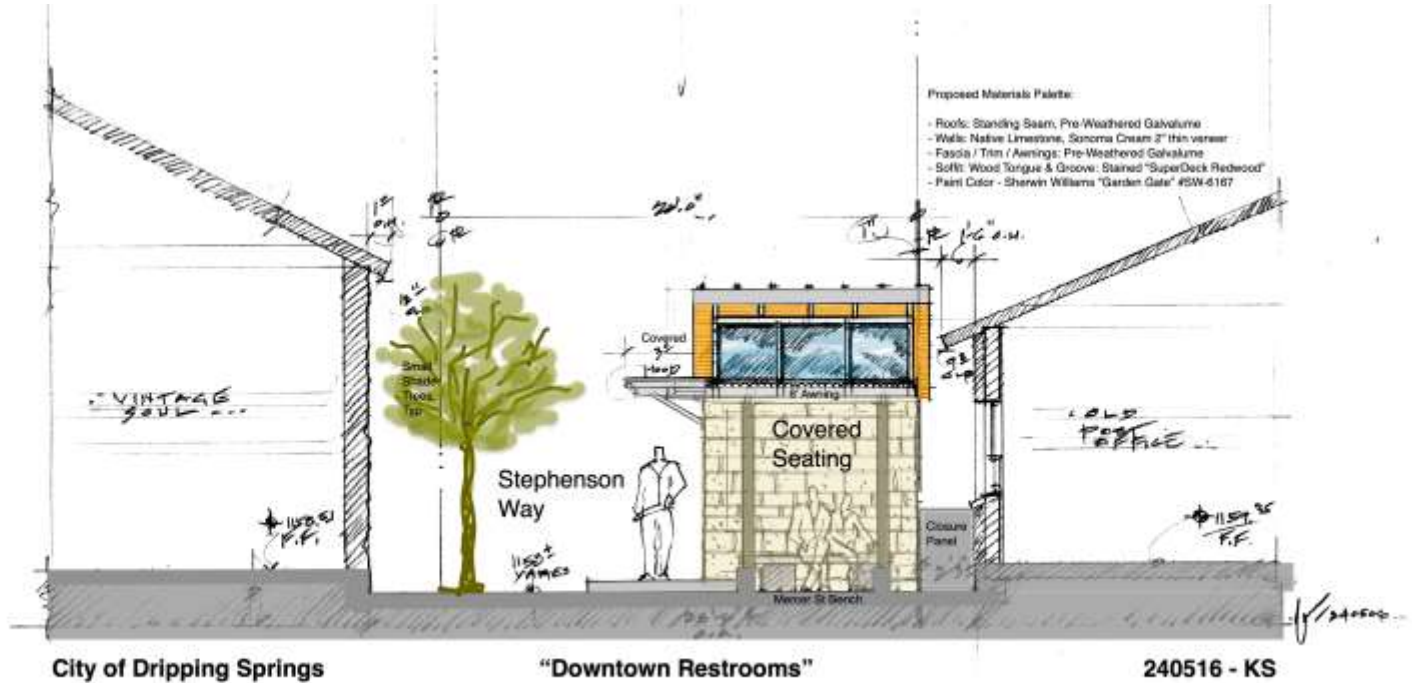 Proposed Materials Palette:
- Roofs: Standing Seam, Pre-Weathered Galvalume
- Walls: Native Limestone, Sonoma Cream 2" thin veneer
- Fascia / Trim / Awnings: Pre-Weathered Galvalume
- Soffit: Wood Tongue & Groove: Stained "SuperDeck Redwood"
- Paint Color - Sherwin Williams "Garden Gate" #SW-6167
1'-6" O.H.
Covered
Small
Shade
Trees,
Typ
8' Awning
VINTAGE
SOUL
Covered
Seating
OLD
POST
OFFICE
Stephenson
Way
F.F.
Closure
Panel
F.F.
VARIES
Mercer St Bench
City of Dripping Springs
"Downtown Restrooms"
240516 - KS